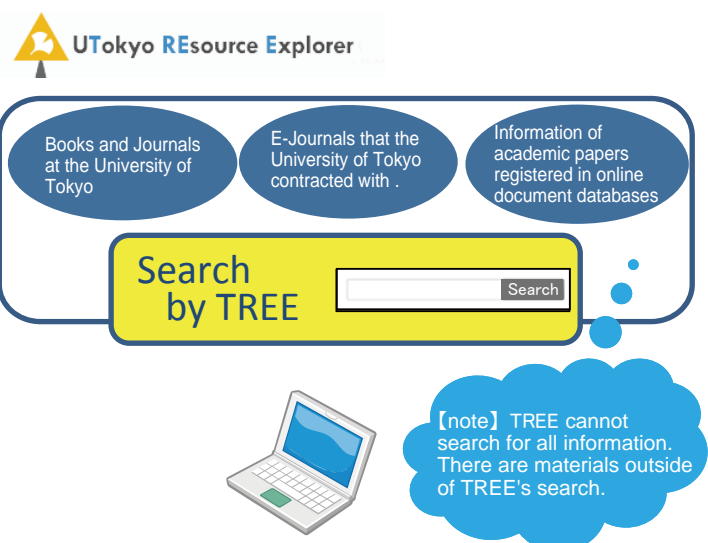 UTokyo REsource Explorer
Books and Journals
at the University of
Tokyo
E-Journals that the
University of Tokyo
contracted with .
Information of
academic papers
registered in online
document databases
Search
by TREE
Search
【note】TREE cannot
search for all information.
There are materials outside
of TREE's search.